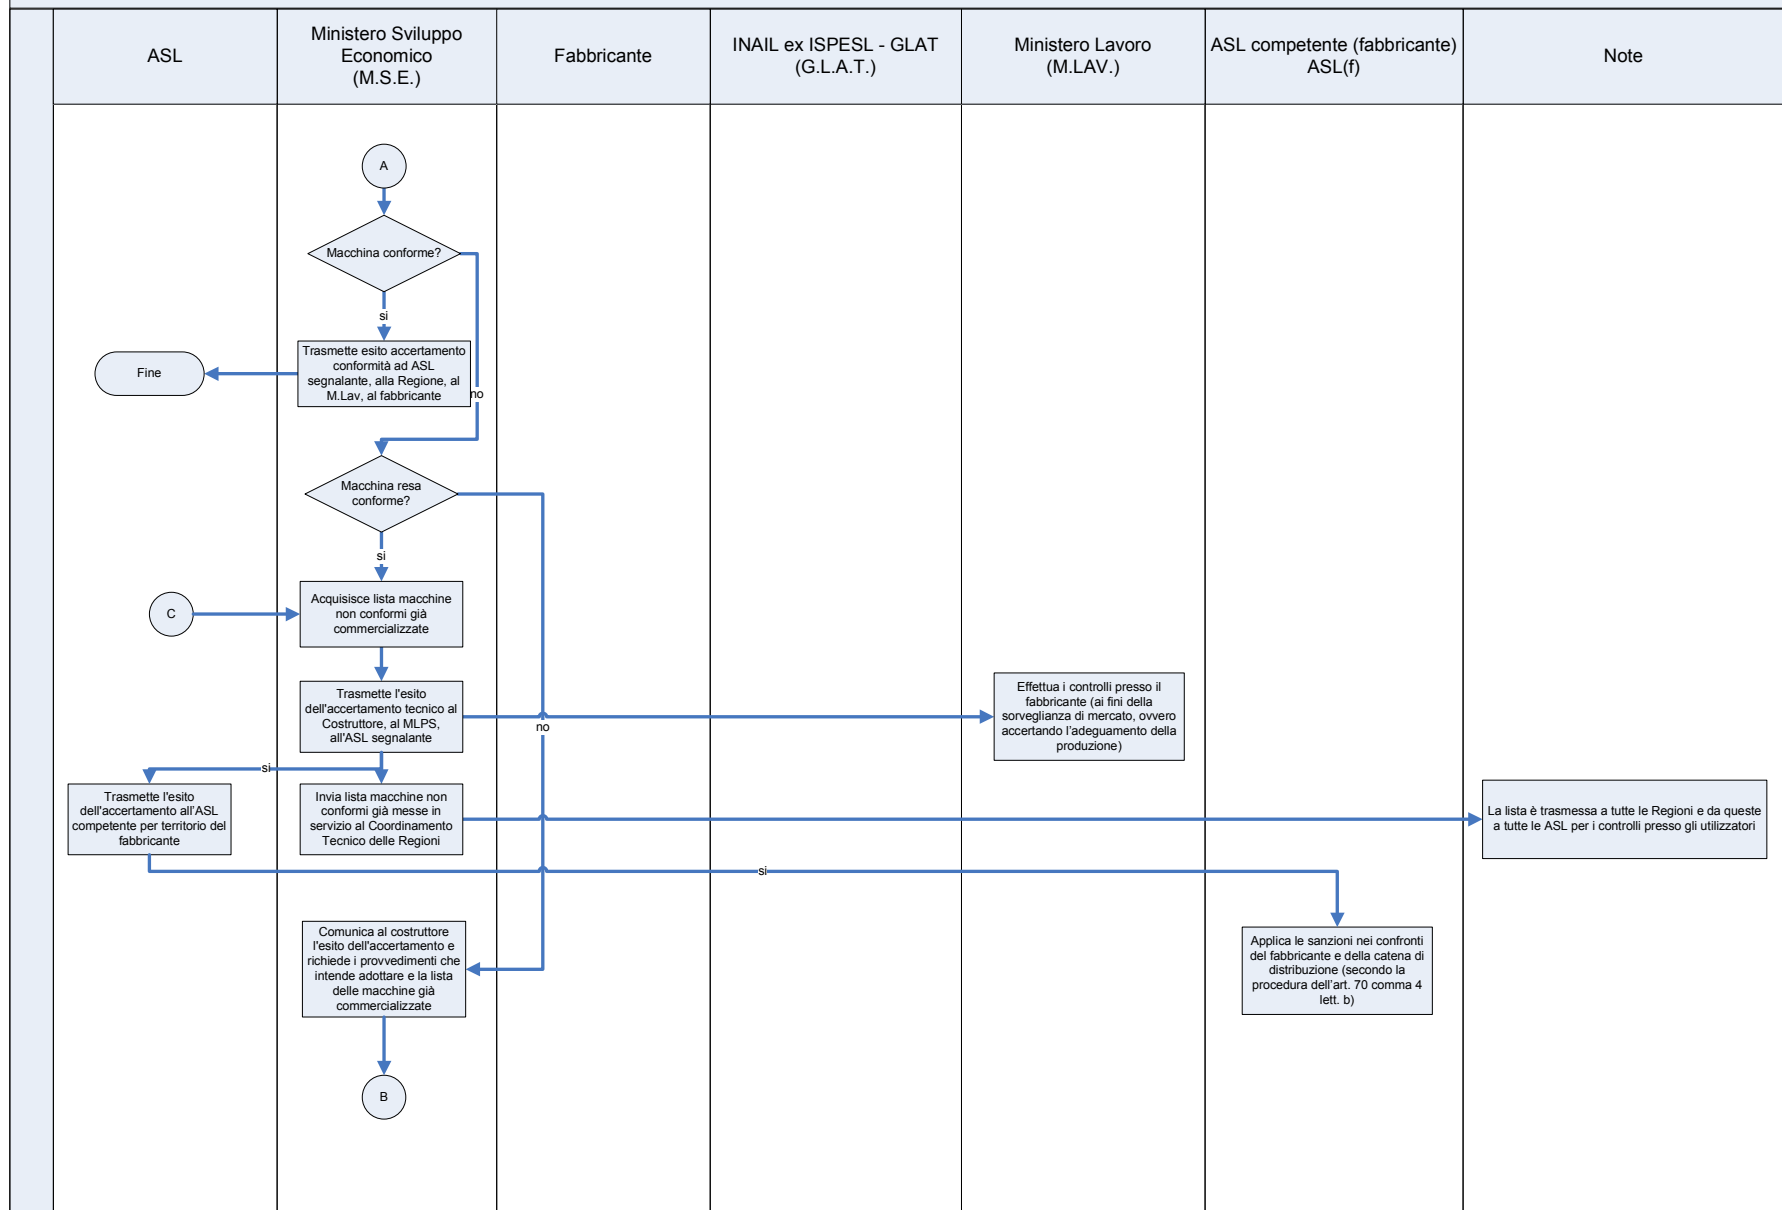 ASL
Ministero Sviluppo
Economico
(M.S.E.)
Fabbricante
INAIL ex ISPESL - GLAT
(G.L.A.T.)
Ministero Lavoro
(M.LAV.)
ASL competente (fabbricante)
ASL(f)
Note
A
Macchina conforme?
si
no
Trasmette esito accertamento
conformità ad ASL
segnalante, alla Regione, al
M.Lav, al fabbricante
Fine
Macchina resa
conforme?
si
no
C
Acquisisce lista macchine
non conformi già
commercializzate
Trasmette l'esito
dell'accertamento tecnico al
Costruttore, al MLPS,
all'ASL segnalante
Effettua i controlli presso il
fabbricante (ai fini della
sorveglianza di mercato, ovvero
accertando l'adeguamento della
produzione)
si
Trasmette l'esito
dell'accertamento all'ASL
competente per territorio del
fabbricante
Invia lista macchine non
conformi già messe in
servizio al Coordinamento
Tecnico delle Regioni
La lista è trasmessa a tutte le Regioni e da queste
a tutte le ASL per i controlli presso gli utilizzatori
si
Comunica al costruttore
l'esito dell'accertamento e
richiede i provvedimenti che
intende adottare e la lista
delle macchine già
commercializzate
Applica le sanzioni nei confronti
del fabbricante e della catena di
distribuzione (secondo la
procedura dell'art. 70 comma 4
lett. b)
B